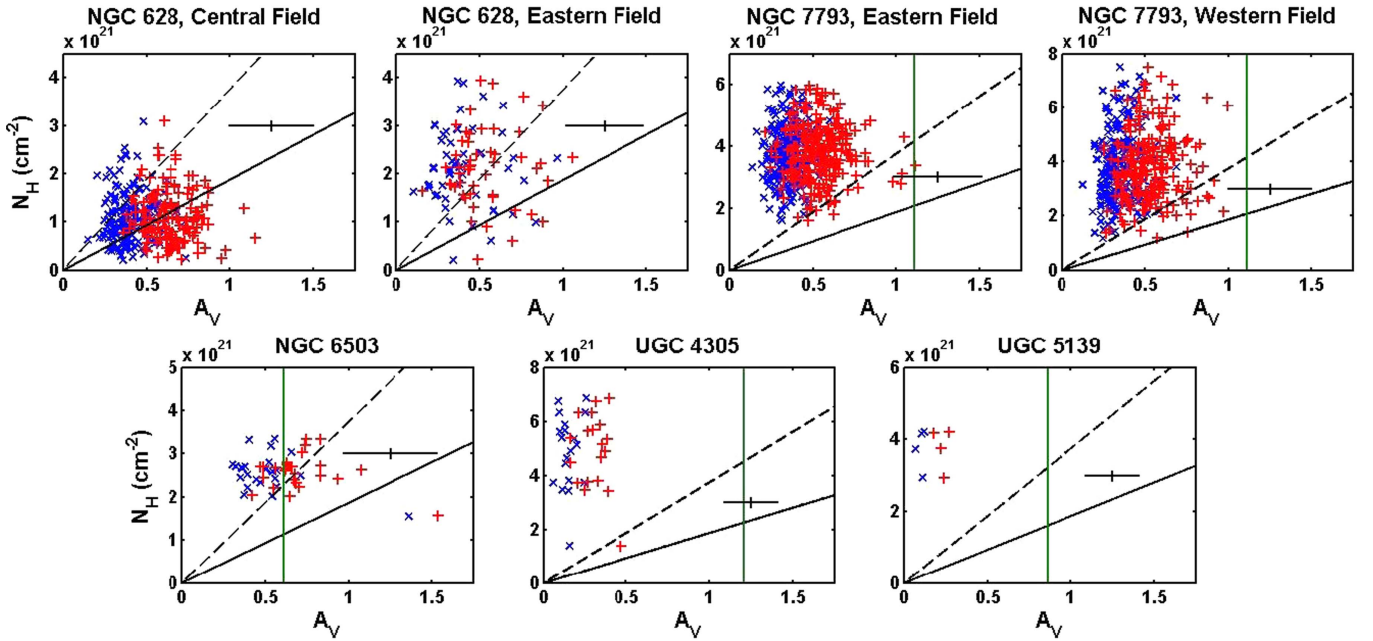 NGC 628, Central Field
x 10^21
N_H (cm^-2)
4
3
2
1
0
0 0.5 1 1.5
A_V
NGC 628, Eastern Field
x 10^21
4
3
2
1
0
0 0.5 1 1.5
A_V
NGC 7793, Eastern Field
x 10^21
6
4
2
0
0 0.5 1 1.5
A_V
NGC 7793, Western Field
x 10^21
8
6
4
2
0
0 0.5 1 1.5
A_V
NGC 6503
x 10^21
N_H (cm^-2)
5
4
3
2
1
0
0 0.5 1 1.5
A_V
UGC 4305
x 10^21
8
6
4
2
0
0 0.5 1 1.5
A_V
UGC 5139
x 10^21
6
4
2
0
0 0.5 1 1.5
A_V